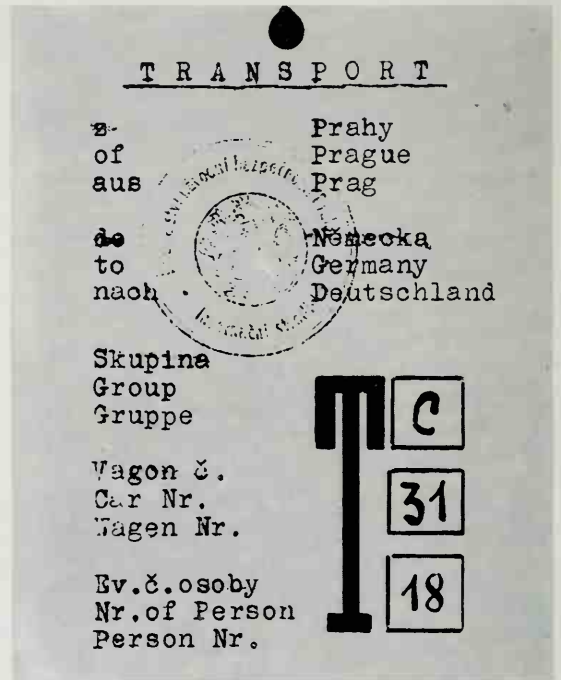 TRANSPORT
z Prahy
of Prague
aus Prag
do Německa
to Germany
nach Deutschland
Skupina
Group
Gruppe
C
Vagon č.
Car Nr.
Wagen Nr.
31
Ev.č.osoby
Nr.of Person
Person Nr.
18